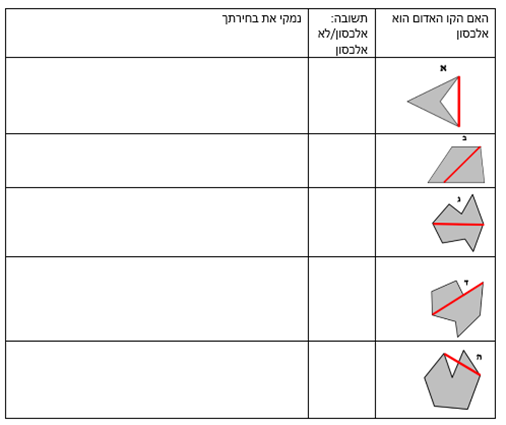 האם הקו האדום הוא
אלכסון
תשובה:
אלכסון/לא
אלכסון
נמקי את בחירתך
א
ב
ג
ד
ה